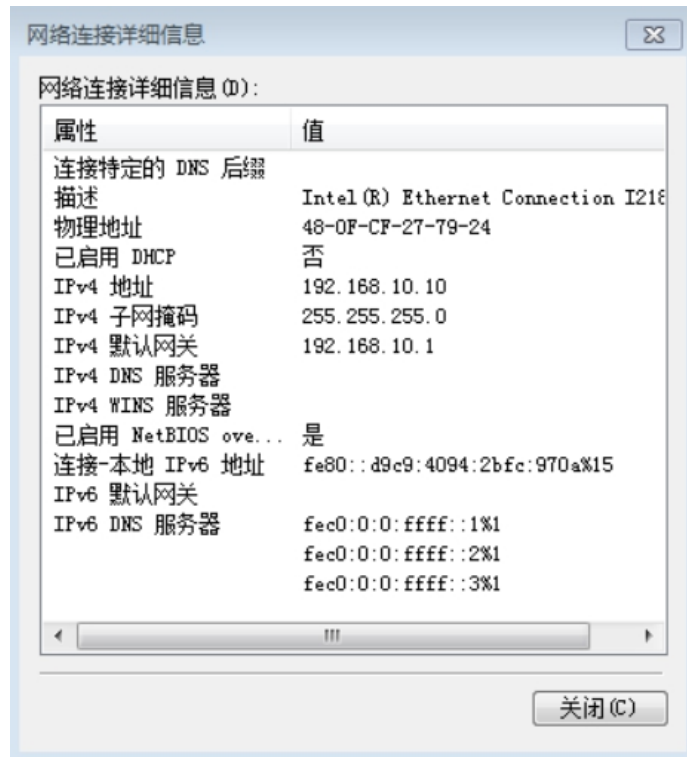 网络连接详细信息
网络连接详细信息(D):
属性 值
连接特定的 DNS 后缀
描述 Intel(R) Ethernet Connection I218
物理地址 48-0F-CF-27-79-24
已启用 DHCP 否
IPv4 地址 192.168.10.10
IPv4 子网掩码 255.255.255.0
IPv4 默认网关 192.168.10.1
IPv4 DNS 服务器
IPv4 WINS 服务器
已启用 NetBIOS ove... 是
连接-本地 IPv6 地址 fe80::d9c9:4094:2bfc:970a%15
IPv6 默认网关
IPv6 DNS 服务器 fec0:0:0:ffff::1%1
fec0:0:0:ffff::2%1
fec0:0:0:ffff::3%1
关闭(C)